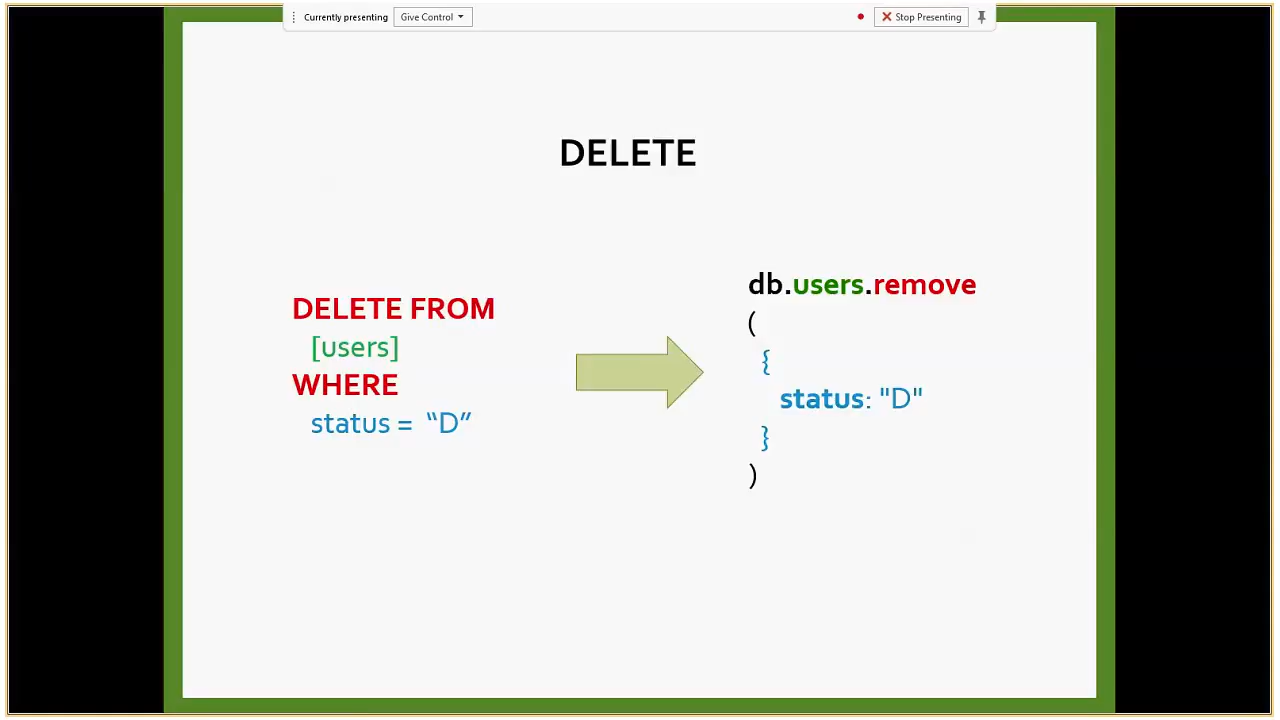 Currently presenting Give Control Stop Presenting
DELETE
DELETE FROM
[users]
WHERE
status = “D”
db.users.remove
(
{
status: "D"
}
)